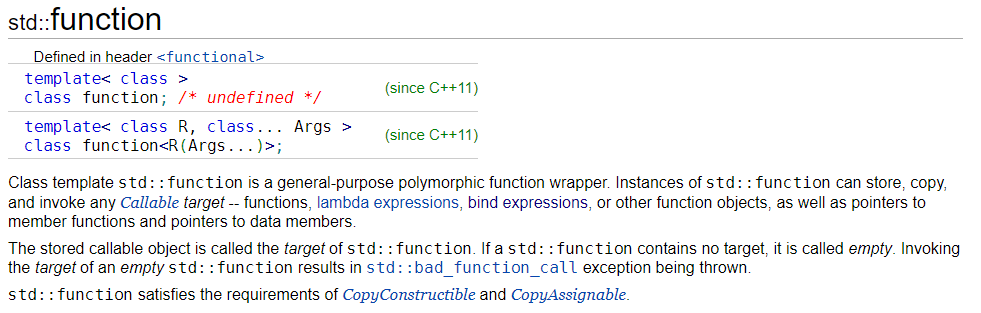 std::function
Defined in header <functional>
template< class >
class function; /* undefined */
(since C++11)
template< class R, class... Args >
class function<R(Args...)>;
(since C++11)
Class template std::function is a general-purpose polymorphic function wrapper. Instances of std::function can store, copy,
and invoke any Callable target -- functions, lambda expressions, bind expressions, or other function objects, as well as pointers to
member functions and pointers to data members.
The stored callable object is called the target of std::function. If a std::function contains no target, it is called empty. Invoking
the target of an empty std::function results in std::bad_function_call exception being thrown.
std::function satisfies the requirements of CopyConstructible and CopyAssignable.